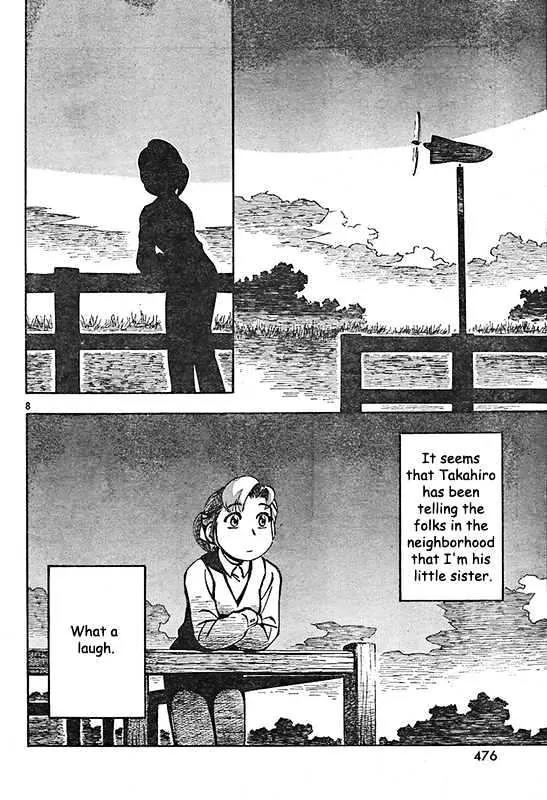 8
It seems
that Takahiro
has been
telling the
folks in the
neighborhood
that I'm his
little sister.
What a
laugh.
476